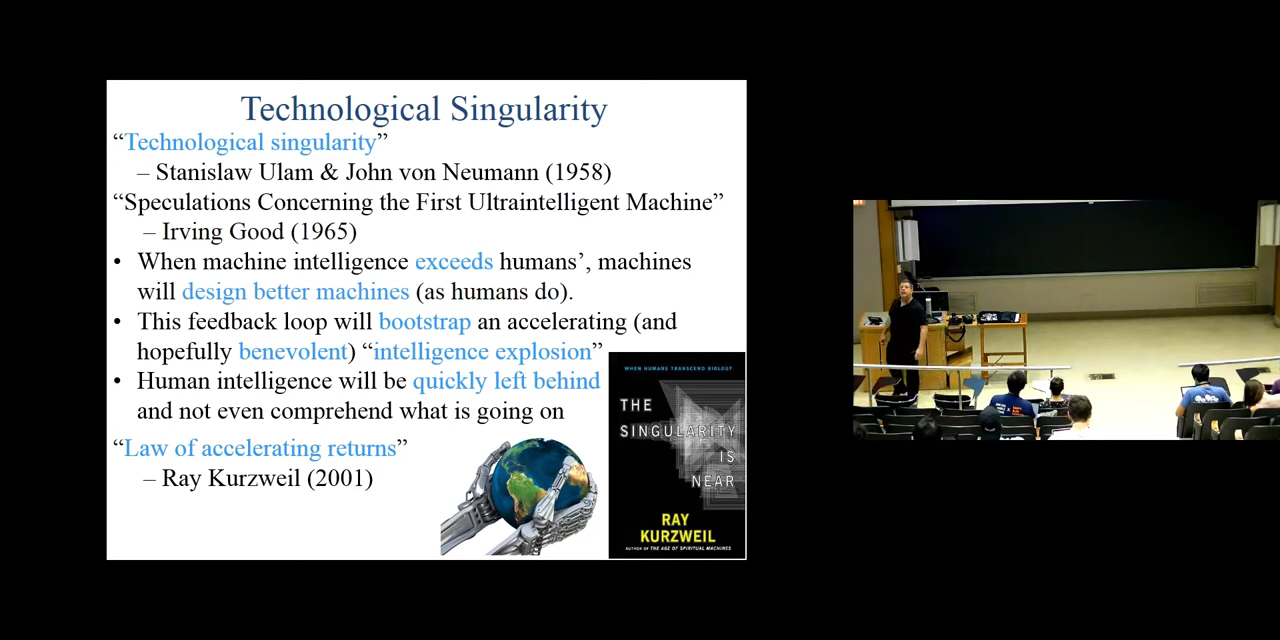 Technological Singularity
“Technological singularity”
– Stanislaw Ulam & John von Neumann (1958)
“Speculations Concerning the First Ultraintelligent Machine”
– Irving Good (1965)
• When machine intelligence exceeds humans’, machines
will design better machines (as humans do).
• This feedback loop will bootstrap an accelerating (and
hopefully benevolent) “intelligence explosion”
• Human intelligence will be quickly left behind
and not even comprehend what is going on
“Law of accelerating returns”
– Ray Kurzweil (2001)
WHEN HUMANS TRANSCEND BIOLOGY
THE
SINGULARITY
IS
NEAR
RAY
KURZWEIL
AUTHOR OF THE AGE OF SPIRITUAL MACHINES